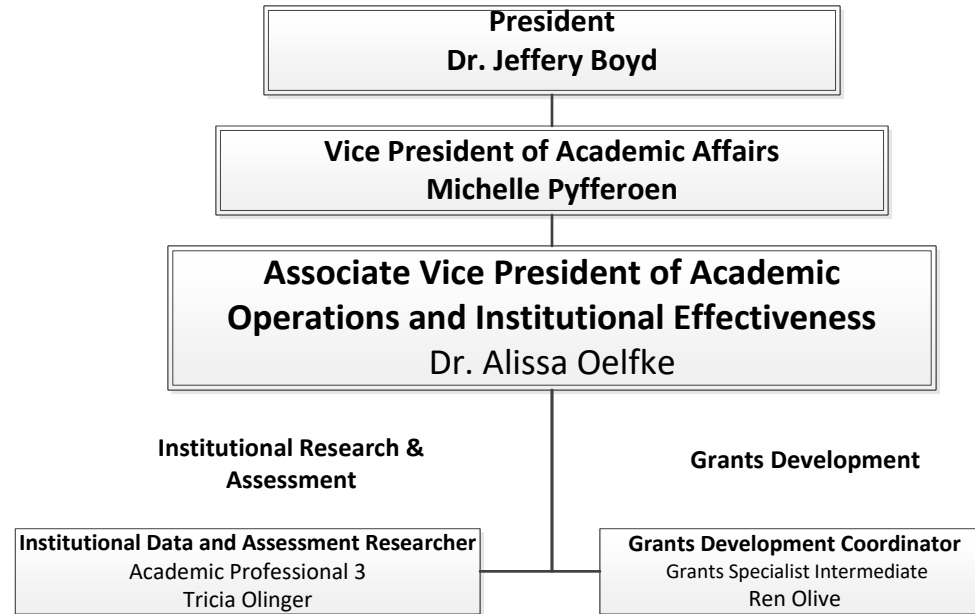 President
Dr. Jeffery Boyd
Vice President of Academic Affairs
Michelle Pyfferoen
Associate Vice President of Academic
Operations and Institutional Effectiveness
Dr. Alissa Oelfke
Institutional Research &
Assessment
Grants Development
Institutional Data and Assessment Researcher
Academic Professional 3
Tricia Olinger
Grants Development Coordinator
Grants Specialist Intermediate
Ren Olive